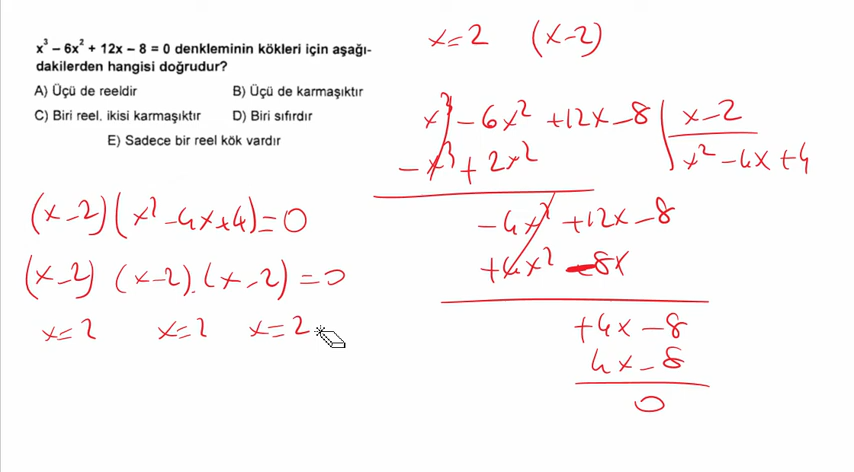 x³ – 6x² + 12x – 8 = 0 denkleminin kökleri için aşağı-
dakilerden hangisi doğrudur?
A) Üçü de reeldir B) Üçü de karmaşıktır
C) Biri reel. ikisi karmaşıktır D) Biri sıfırdır
E) Sadece bir reel kök vardır
x=2 (x-2)
x³ - 6x² + 12x - 8 | x - 2
- x³ + 2x² x² - 4x + 4
- 4x² + 12x - 8
+ 4x² - 8x
+ 4x - 8
4x - 8
0
(x-2)(x² - 4x + 4) = 0
(x-2) (x-2).(x-2) = 0
x=2 x=2 x=2